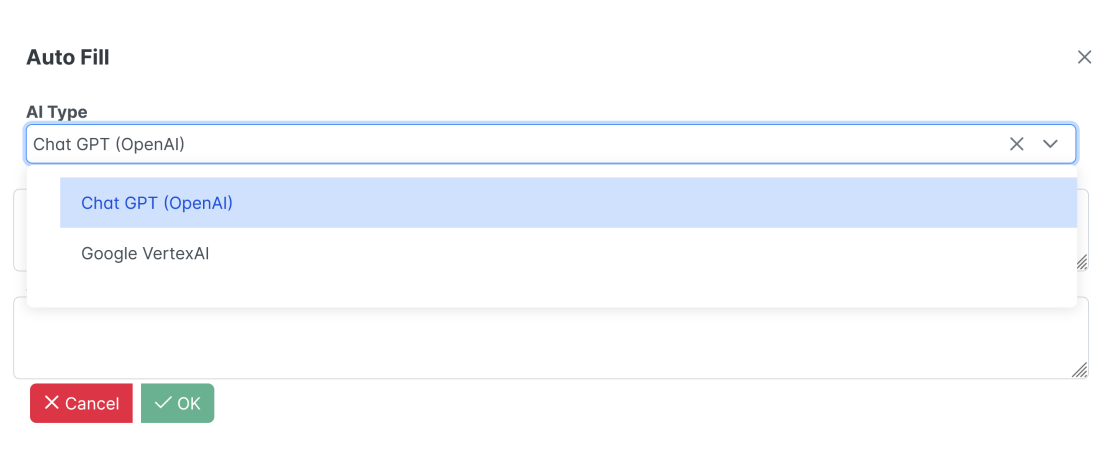 Auto Fill
AI Type
Chat GPT (OpenAI)
Chat GPT (OpenAI)
Google VertexAI
Cancel OK